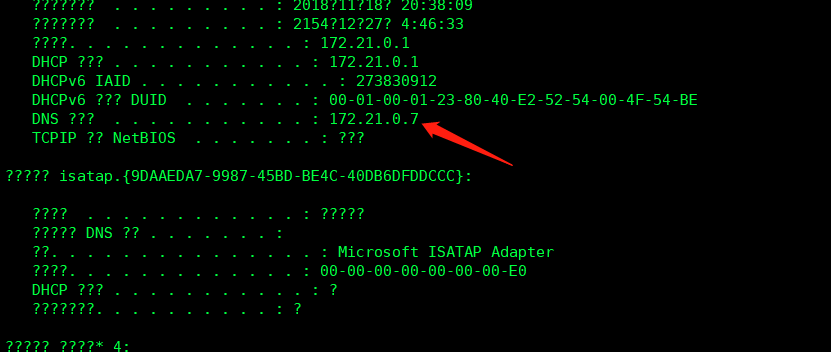 ??????? . . . . . . . . . : 2018?11?18? 20:38:09
??????? . . . . . . . . . : 2154?12?27? 4:46:33
????. . . . . . . . . . . . . : 172.21.0.1
DHCP ??? . . . . . . . . . . . : 172.21.0.1
DHCPv6 IAID . . . . . . . . . . . : 273830912
DHCPv6 ??? DUID . . . . . . . : 00-01-00-01-23-80-40-E2-52-54-00-4F-54-BE
DNS ??? . . . . . . . . . . . : 172.21.0.7
TCPIP ?? NetBIOS . . . . . . . : ???
????? isatap.{9DAAEDA7-9987-45BD-BE4C-40DB6DFDDCCC}:
???? . . . . . . . . . . . . : ?????
????? DNS ?? . . . . . . . :
??. . . . . . . . . . . . . . . : Microsoft ISATAP Adapter
????. . . . . . . . . . . . . : 00-00-00-00-00-00-00-E0
DHCP ??? . . . . . . . . . . . : ?
???????. . . . . . . . . . : ?
????? ????* 4: